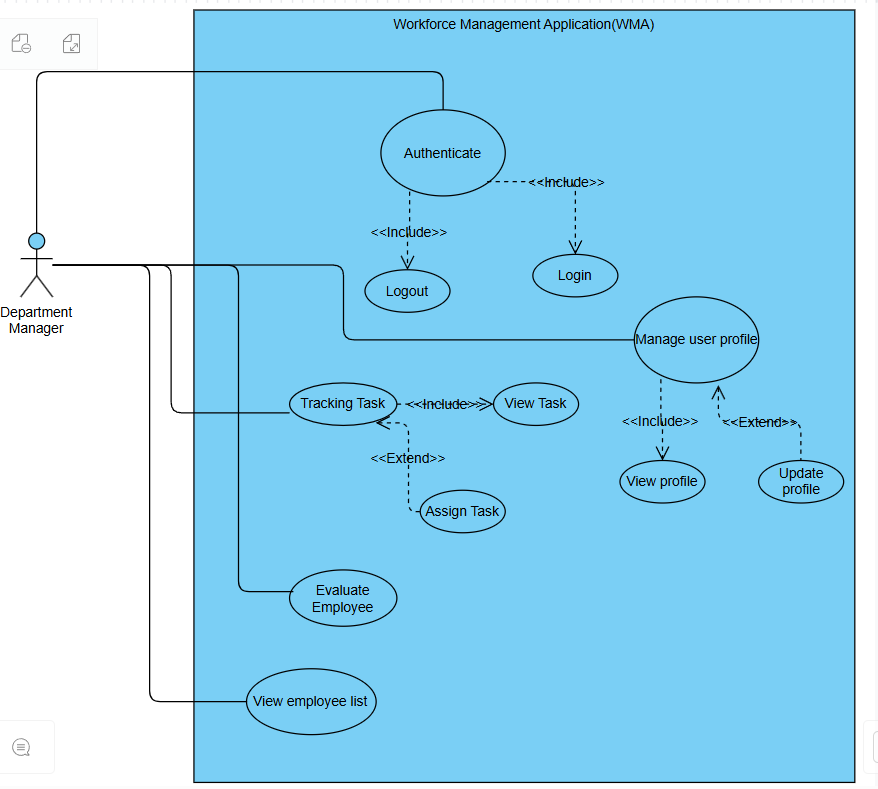 Workforce Management Application(WMA)
Authenticate
<<Include>>
<<Include>>
Logout
Login
Department
Manager
Manage user profile
Tracking Task
<<Include>>
View Task
<<Include>>
<<Extend>>
<<Extend>>
View profile
Update
profile
Assign Task
Evaluate
Employee
View employee list